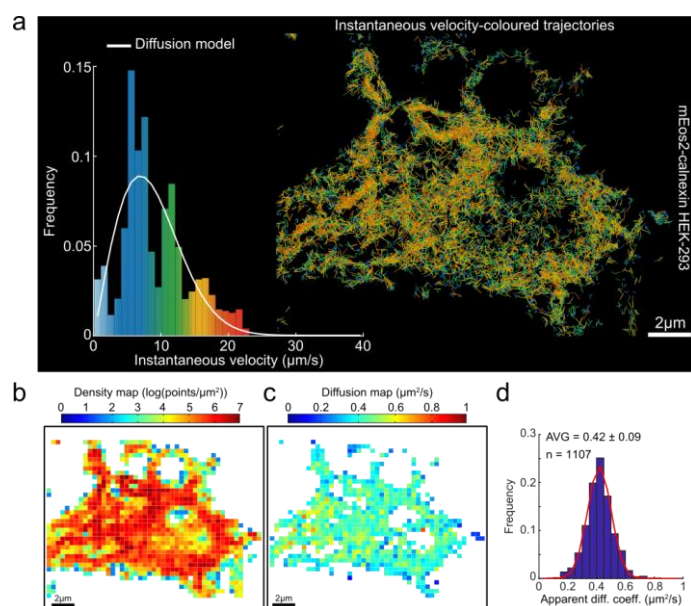 a
Instantaneous velocity-coloured trajectories
Diffusion model
0.15
0.1
0.05
0
Frequency
0 10 20 30 40
Instantaneous velocity (µm/s)
mEos2-calnexin HEK-293
2µm
b
Density map (log(points/µm²))
0 1 2 3 4 5 6 7
2µm
c
Diffusion map (µm²/s)
0 0.2 0.4 0.6 0.8 1
2µm
d
AVG = 0.42 ± 0.09
n = 1107
0.3
0.2
0.1
0
Frequency
0 0.2 0.4 0.6 0.8 1
Apparent diff. coeff. (µm²/s)